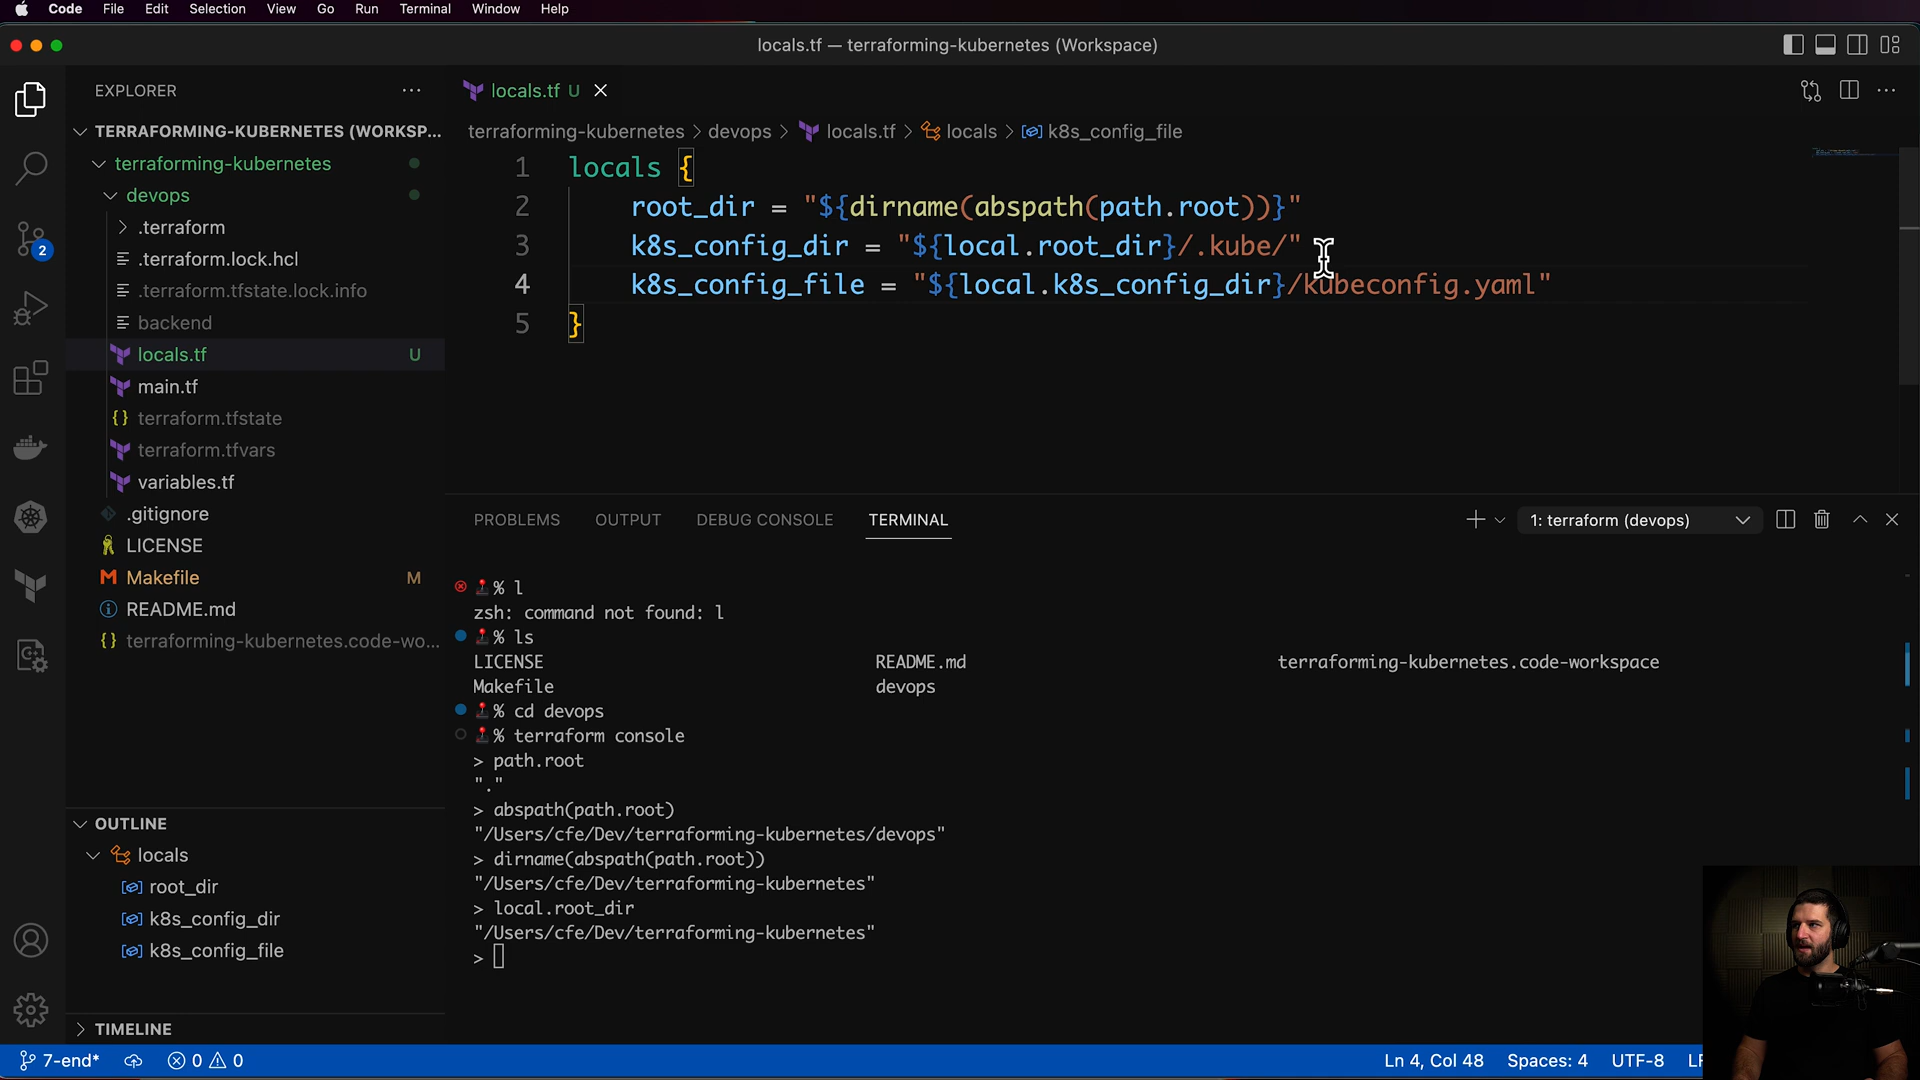 Code File Edit Selection View Go Run Terminal Window Help
locals.tf — terraforming-kubernetes (Workspace)
EXPLORER
TERRAFORMING-KUBERNETES (WORKSP...
terraforming-kubernetes
devops
.terraform
.terraform.lock.hcl
.terraform.tfstate.lock.info
backend
locals.tf U
main.tf
terraform.tfstate
terraform.tfvars
variables.tf
.gitignore
LICENSE
Makefile M
README.md
terraforming-kubernetes.code-wo...
OUTLINE
locals
root_dir
k8s_config_dir
k8s_config_file
TIMELINE
2
locals.tf U
terraforming-kubernetes > devops > locals.tf > locals > k8s_config_file
1 locals {
2 root_dir = "${dirname(abspath(path.root))}"
3 k8s_config_dir = "${local.root_dir}/.kube/"
4 k8s_config_file = "${local.k8s_config_dir}/kubeconfig.yaml"
5 }
PROBLEMS OUTPUT DEBUG CONSOLE TERMINAL 1: terraform (devops)
% l
zsh: command not found: l
% ls
LICENSE README.md terraforming-kubernetes.code-workspace
Makefile devops
% cd devops
% terraform console
> path.root
"."
> abspath(path.root)
"/Users/cfe/Dev/terraforming-kubernetes/devops"
> dirname(abspath(path.root))
"/Users/cfe/Dev/terraforming-kubernetes"
> local.root_dir
"/Users/cfe/Dev/terraforming-kubernetes"
>
7-end* 0 0 Ln 4, Col 48 Spaces: 4 UTF-8